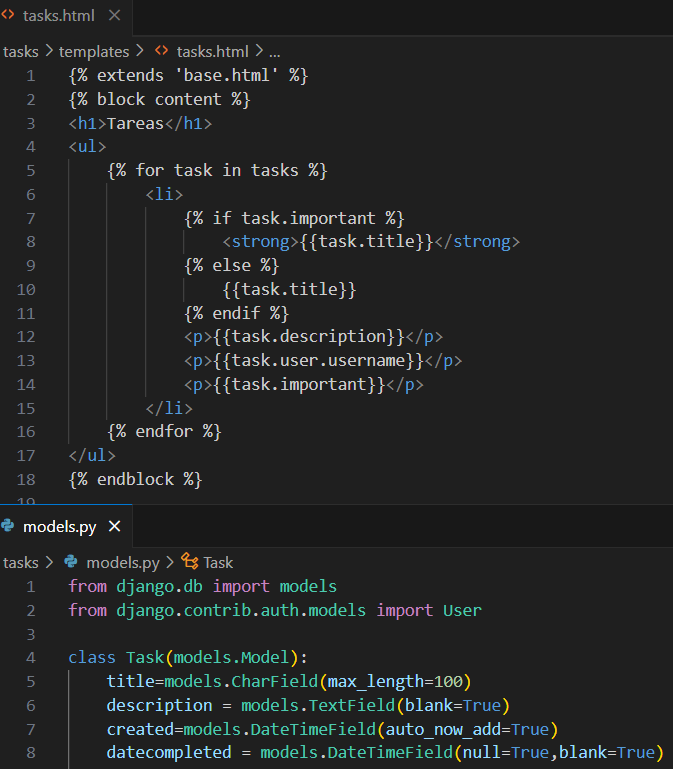 tasks.html
tasks > templates > tasks.html > ...
1 {% extends 'base.html' %}
2 {% block content %}
3 <h1>Tareas</h1>
4 <ul>
5 {% for task in tasks %}
6 <li>
7 {% if task.important %}
8 <strong>{{task.title}}</strong>
9 {% else %}
10 {{task.title}}
11 {% endif %}
12 <p>{{task.description}}</p>
13 <p>{{task.user.username}}</p>
14 <p>{{task.important}}</p>
15 </li>
16 {% endfor %}
17 </ul>
18 {% endblock %}
19
models.py
tasks > models.py > Task
1 from django.db import models
2 from django.contrib.auth.models import User
3
4 class Task(models.Model):
5 title=models.CharField(max_length=100)
6 description = models.TextField(blank=True)
7 created=models.DateTimeField(auto_now_add=True)
8 datecompleted = models.DateTimeField(null=True,blank=True)